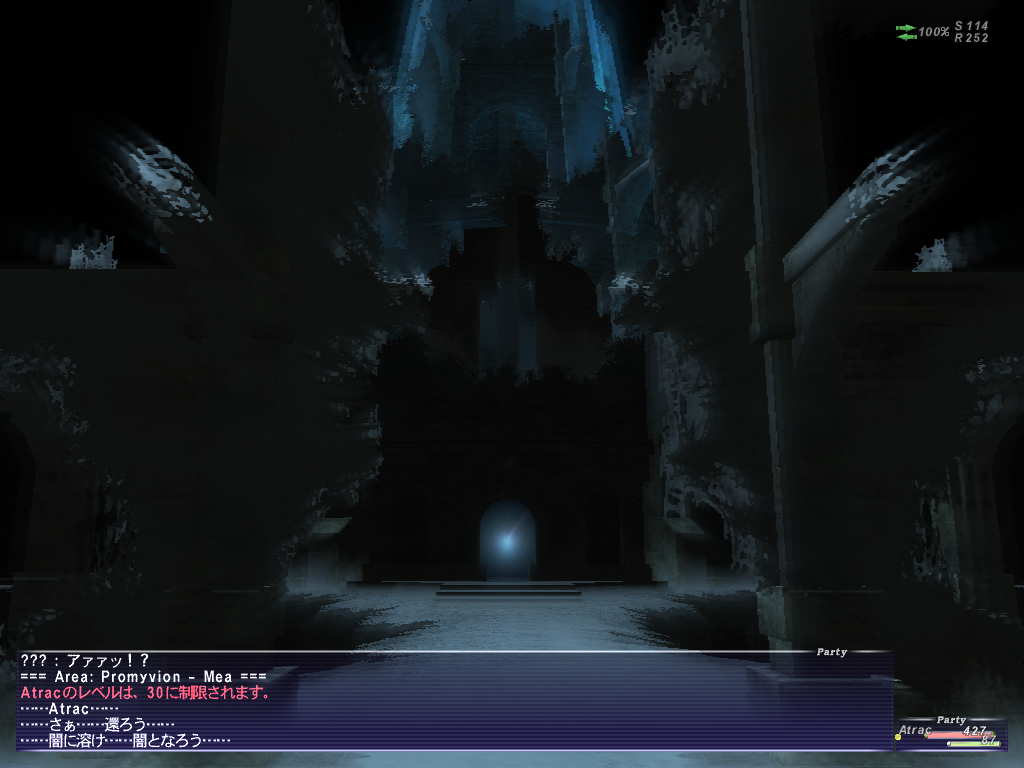 100%
S 114
R 252
Party
??? : アァァッ！？
=== Area: Promyvion - Mea ===
Atracのレベルは、30に制限されます。
……Atrac……
……さぁ……還ろう……
……闇に溶け……闇となろう……
Party
Atrac 427
87